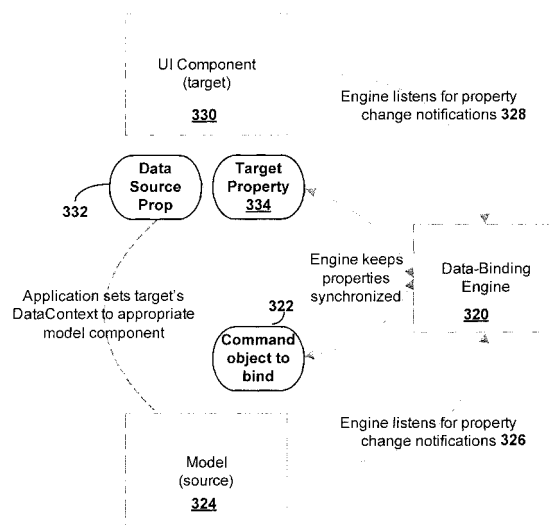 UI Component
(target)
330
Engine listens for property
change notifications 328
Data
Source
Prop
332
Target
Property
334
Engine keeps
properties
synchronized
Data-Binding
Engine
320
Application sets target's
DataContext to appropriate
model component
322
Command
object to
bind
Engine listens for property
change notifications 326
Model
(source)
324